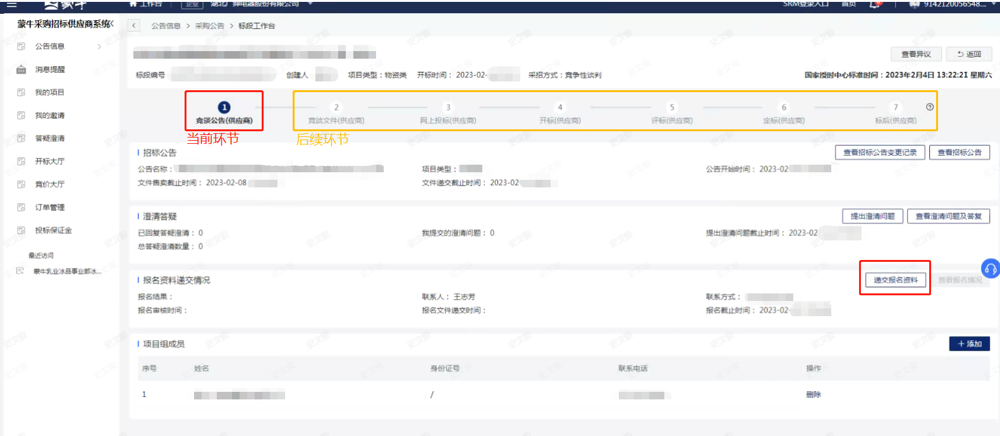 蒙牛
工作台
企业
股份有限公司
SRM登录入口
首页
9142120056548...
蒙牛采购招标供应商系统
公告信息
采购公告
标段工作台
公告信息
消息提醒
我的项目
我的邀请
答疑澄清
开标大厅
竞价大厅
订单管理
投标保证金
最近访问
蒙牛乳业冰品事业部冰...
查看异议
返回
标段编号
创建人
项目类型：物资类
开标时间： 2023-02-
采招方式：竞争性谈判
国家授时中心标准时间：2023年2月4日 13:22:21 星期六
1
竞谈公告(供应商)
2
竞谈文件(供应商)
3
网上投标(供应商)
4
开标(供应商)
5
评标(供应商)
6
定标(供应商)
7
标后(供应商)
当前环节
后续环节
招标公告
查看招标公告变更记录
查看招标公告
公告名称：
项目类型：
公告开始时间： 2023-02
文件售卖截止时间： 2023-02-08
文件递交截止时间： 2023-02
澄清答疑
提出澄清问题
查看澄清问题及答复
已回复答疑澄清： 0
我提交的澄清问题： 0
提出澄清问题截止时间： 2023-02
总答疑澄清数量： 0
报名资料递交情况
递交报名资料
查看报名情况
报名结果：
联系人： 王志芳
联系方式：
报名审核时间：
报名文件递交时间：
报名截止时间： 2023-02-
项目组成员
+ 添加
序号
姓名
身份证号
联系电话
操作
1
/
删除